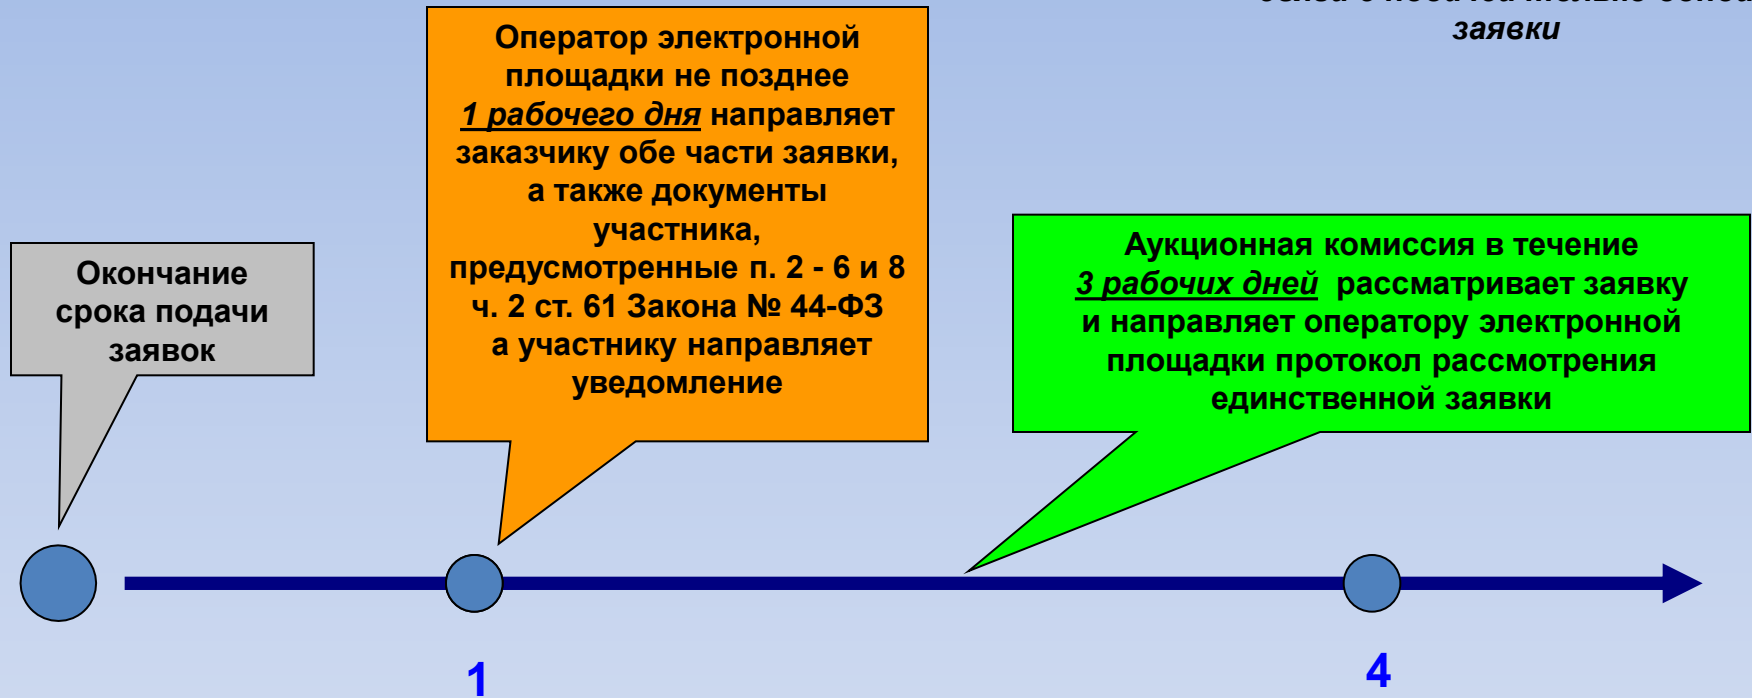 заявки
Оператор электронной
площадки не позднее
1 рабочего дня направляет
заказчику обе части заявки,
а также документы
участника,
предусмотренные п. 2 - 6 и 8
ч. 2 ст. 61 Закона № 44-ФЗ
а участнику направляет
уведомление
Окончание
срока подачи
заявок
Аукционная комиссия в течение
3 рабочих дней рассматривает заявку
и направляет оператору электронной
площадки протокол рассмотрения
единственной заявки
1
4